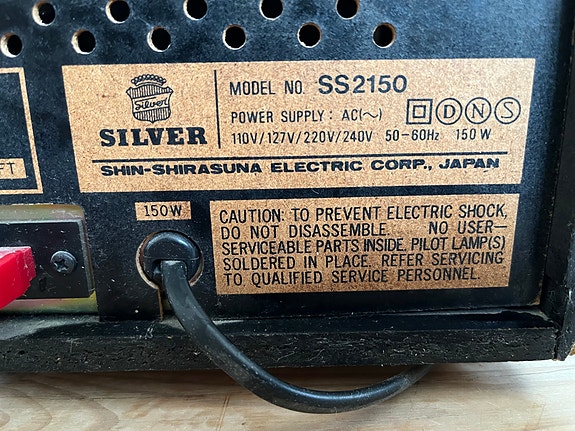 FT
Silver
SILVER
MODEL NO. SS2150
POWER SUPPLY: AC(~)
D N S
110V/127V/220V/240V 50-60Hz 150W
SHIN-SHIRASUNA ELECTRIC CORP., JAPAN
150W
CAUTION: TO PREVENT ELECTRIC SHOCK,
DO NOT DISASSEMBLE. NO USER-
SERVICEABLE PARTS INSIDE. PILOT LAMP(S)
SOLDERED IN PLACE. REFER SERVICING
TO QUALIFIED SERVICE PERSONNEL.